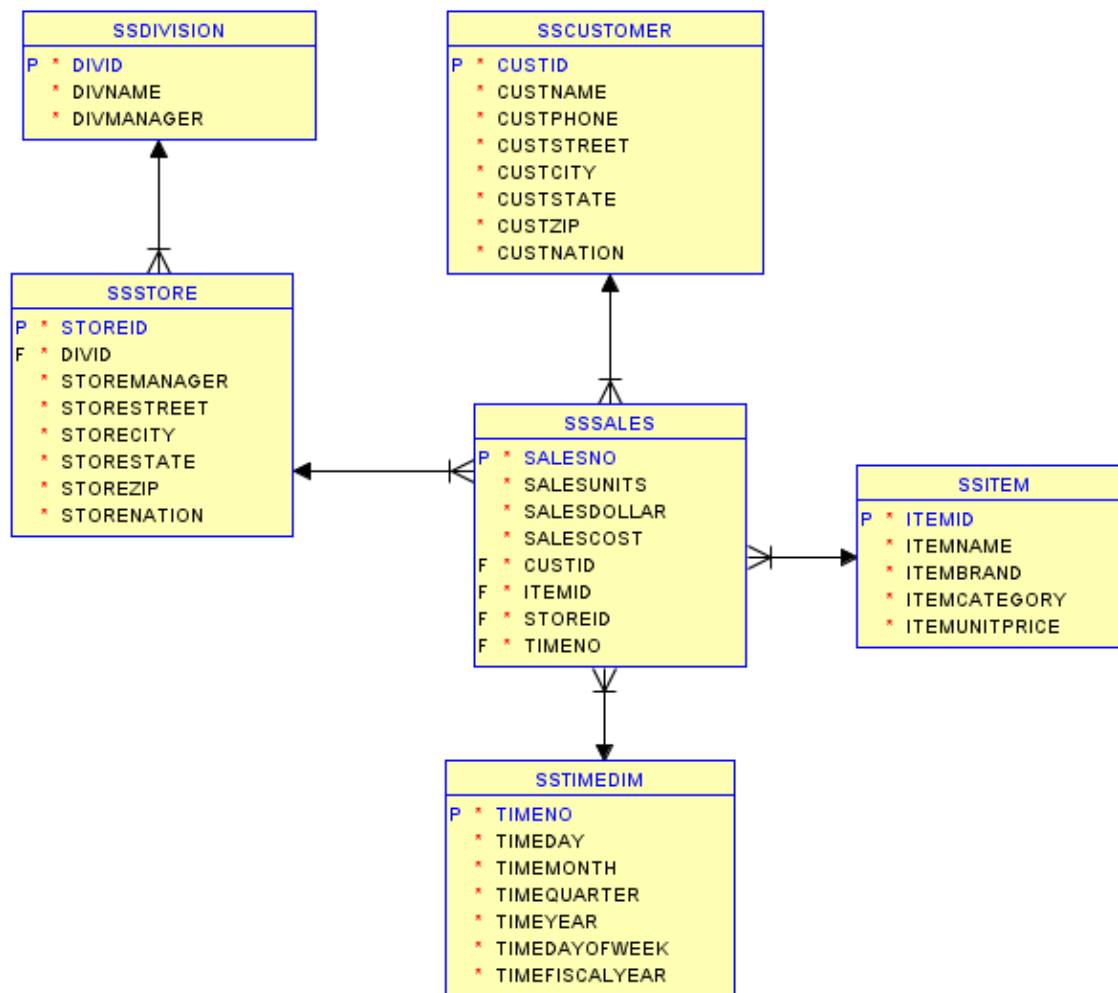 SSDIVISION
P * DIVID
* DIVNAME
* DIVMANAGER
SSCUSTOMER
P * CUSTID
* CUSTNAME
* CUSTPHONE
* CUSTSTREET
* CUSTCITY
* CUSTSTATE
* CUSTZIP
* CUSTNATION
SSSTORE
P * STOREID
F * DIVID
* STOREMANAGER
* STORESTREET
* STORECITY
* STORESTATE
* STOREZIP
* STORENATION
SSSALES
P * SALESNO
* SALESUNITS
* SALESDOLLAR
* SALESCOST
F * CUSTID
F * ITEMID
F * STOREID
F * TIMENO
SSITEM
P * ITEMID
* ITEMNAME
* ITEMBRAND
* ITEMCATEGORY
* ITEMUNITPRICE
SSTIMEDIM
P * TIMENO
* TIMEDAY
* TIMEMONTH
* TIMEQUARTER
* TIMEYEAR
* TIMEDAYOFWEEK
* TIMEFISCALYEAR